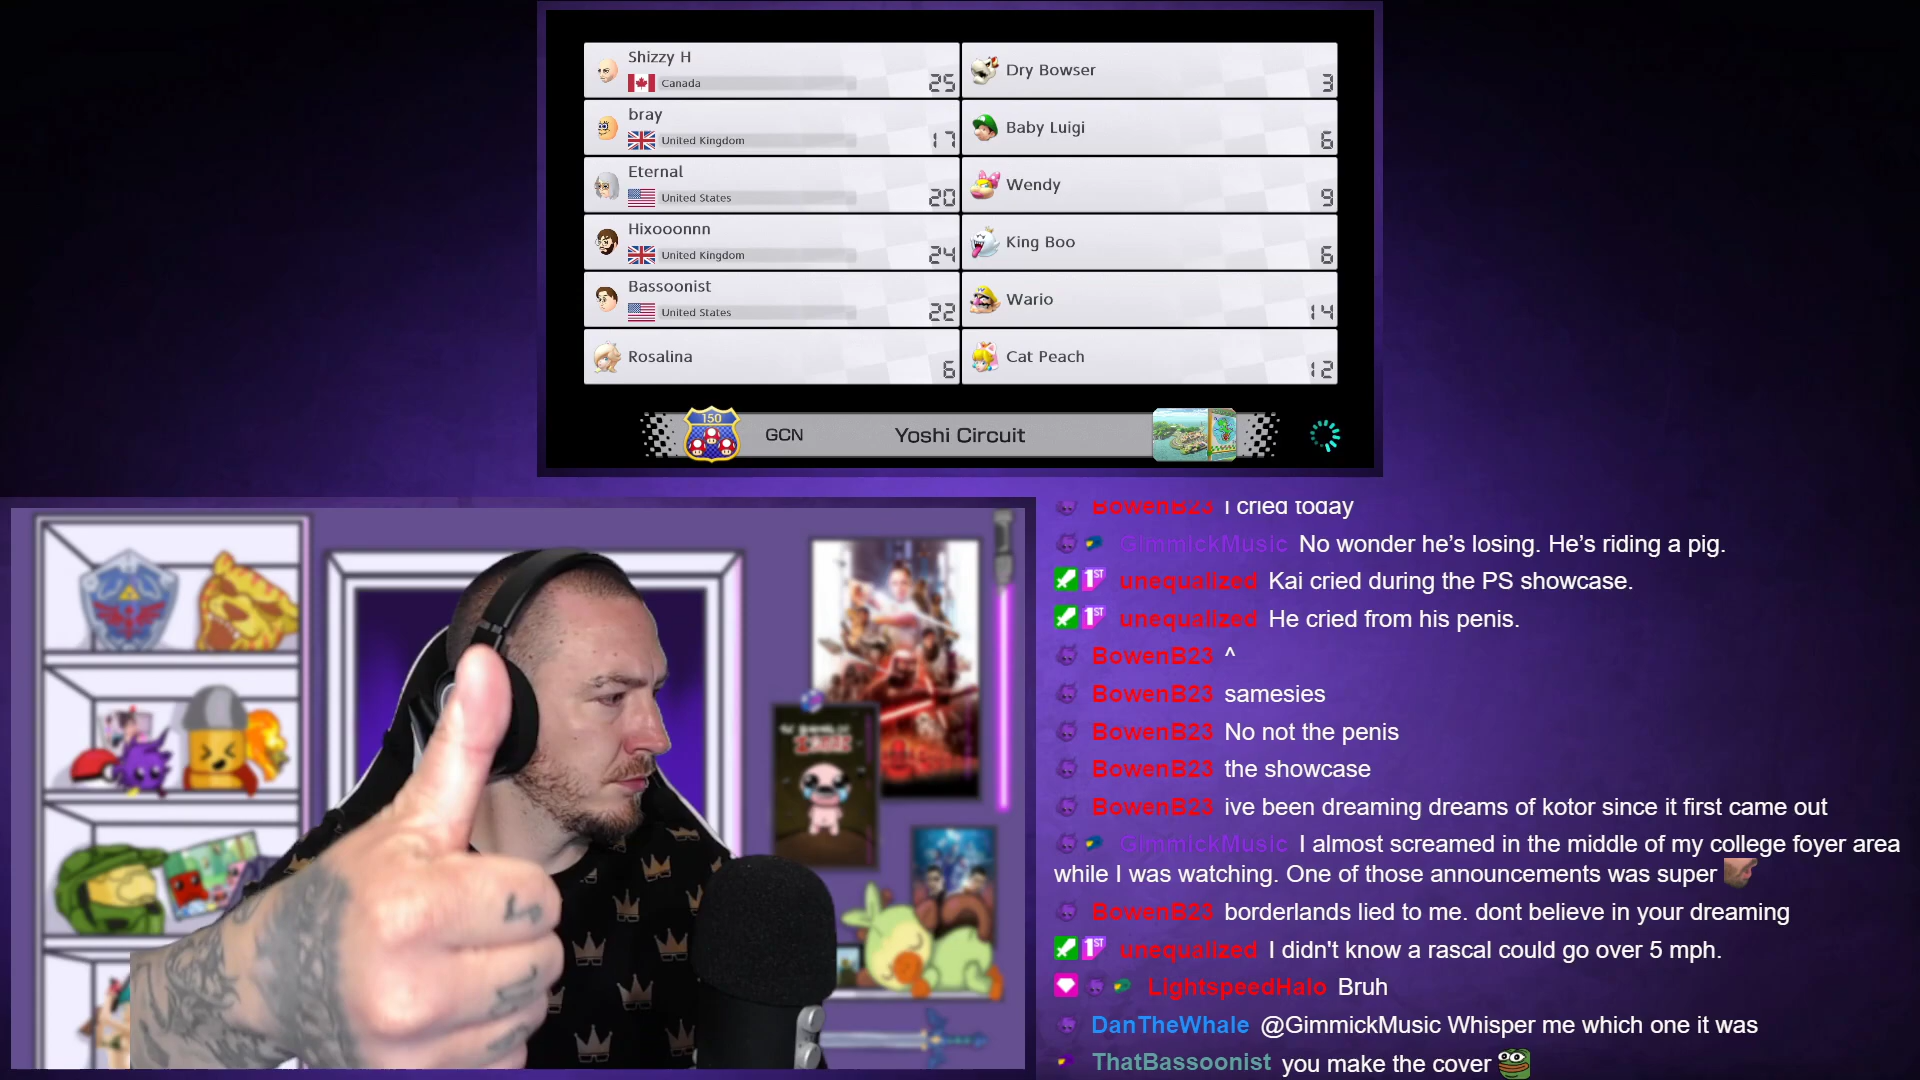 Shizzy H
Canada
25
Dry Bowser
3
bray
United Kingdom
17
Baby Luigi
6
Eternal
United States
20
Wendy
9
Hixooonnn
United Kingdom
24
King Boo
6
Bassoonist
United States
22
Wario
14
Rosalina
6
Cat Peach
12
150
GCN
Yoshi Circuit
BowenB23 I cried today
GimmickMusic No wonder he’s losing. He’s riding a pig.
1ST unequalized Kai cried during the PS showcase.
1ST unequalized He cried from his penis.
BowenB23 ^
BowenB23 samesies
BowenB23 No not the penis
BowenB23 the showcase
BowenB23 ive been dreaming dreams of kotor since it first came out
GimmickMusic I almost screamed in the middle of my college foyer area
while I was watching. One of those announcements was super
BowenB23 borderlands lied to me. dont believe in your dreaming
1ST unequalized I didn't know a rascal could go over 5 mph.
LightspeedHalo Bruh
DanTheWhale @GimmickMusic Whisper me which one it was
ThatBassoonist you make the cover